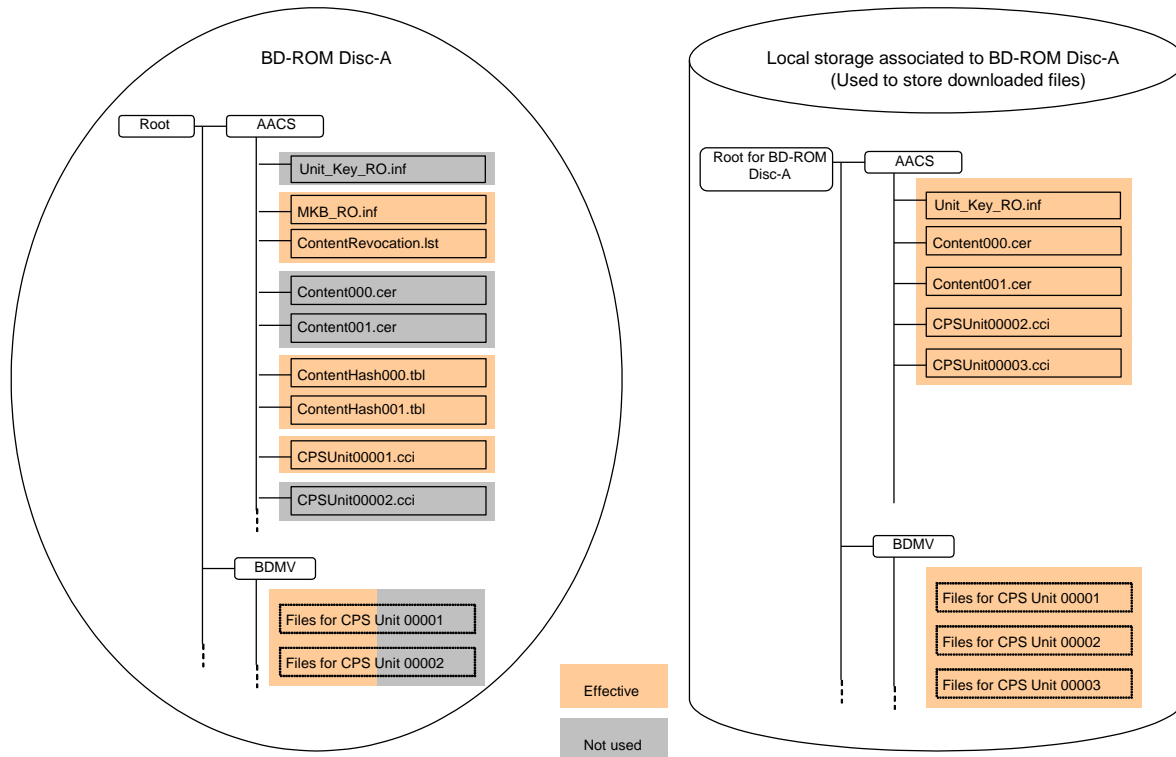 BD-ROM Disc-A
Root
AACS
Unit_Key_RO.inf
MKB_RO.inf
ContentRevocation.lst
Content000.cer
Content001.cer
ContentHash000.tbl
ContentHash001.tbl
CPSUnit00001.cci
CPSUnit00002.cci
BDMV
Files for CPS Unit 00001
Files for CPS Unit 00002
Effective
Not used
Local storage associated to BD-ROM Disc-A
(Used to store downloaded files)
Root for BD-ROM
Disc-A
AACS
Unit_Key_RO.inf
Content000.cer
Content001.cer
CPSUnit00002.cci
CPSUnit00003.cci
BDMV
Files for CPS Unit 00001
Files for CPS Unit 00002
Files for CPS Unit 00003